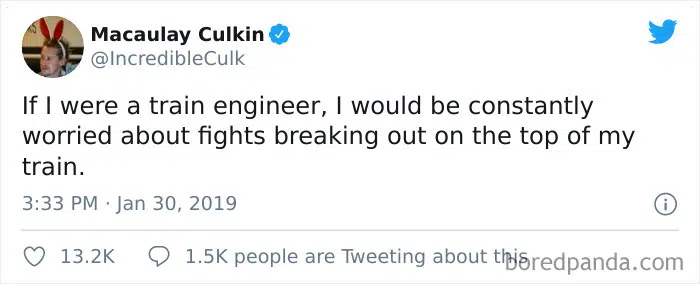 Macaulay Culkin
@IncredibleCulk
If I were a train engineer, I would be constantly
worried about fights breaking out on the top of my
train.
3:33 PM · Jan 30, 2019
13.2K 1.5K people are Tweeting about this
boredpanda.com